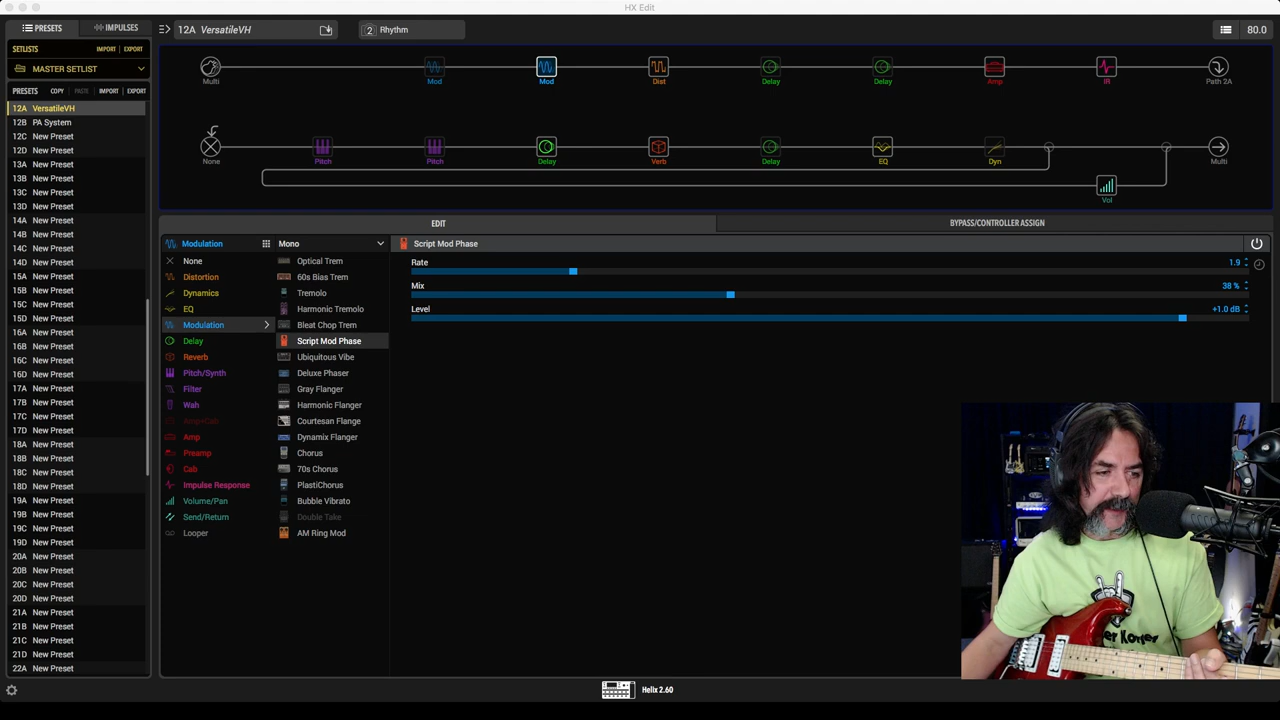 HX Edit
PRESETS
IMPULSES
12A VersatileVH
2 Rhythm
80.0
SETLISTS IMPORT EXPORT
MASTER SETLIST
PRESETS COPY PASTE IMPORT EXPORT
12A VersatileVH
12B PA System
12C New Preset
12D New Preset
13A New Preset
13B New Preset
13C New Preset
13D New Preset
14A New Preset
14B New Preset
14C New Preset
14D New Preset
15A New Preset
15B New Preset
15C New Preset
15D New Preset
16A New Preset
16B New Preset
16C New Preset
16D New Preset
17A New Preset
17B New Preset
17C New Preset
17D New Preset
18A New Preset
18B New Preset
18C New Preset
18D New Preset
19A New Preset
19B New Preset
19C New Preset
19D New Preset
20A New Preset
20B New Preset
20C New Preset
20D New Preset
21A New Preset
21B New Preset
21C New Preset
21D New Preset
22A New Preset
Multi Mod Mod Dist Delay Delay Amp IR Path 2A
None Pitch Pitch Delay Verb Delay EQ Dyn Multi
Vol
EDIT
BYPASS/CONTROLLER ASSIGN
Modulation
None
Distortion
Dynamics
EQ
Modulation
Delay
Reverb
Pitch/Synth
Filter
Wah
Amp+Cab
Amp
Preamp
Cab
Impulse Response
Volume/Pan
Send/Return
Looper
Mono
Optical Trem
60s Bias Trem
Tremolo
Harmonic Tremolo
Bleat Chop Trem
Script Mod Phase
Ubiquitous Vibe
Deluxe Phaser
Gray Flanger
Harmonic Flanger
Courtesan Flange
Dynamix Flanger
Chorus
70s Chorus
PlastiChorus
Bubble Vibrato
Double Take
AM Ring Mod
Script Mod Phase
Rate 1.9
Mix 38 %
Level +1.0 dB
Helix 2.60